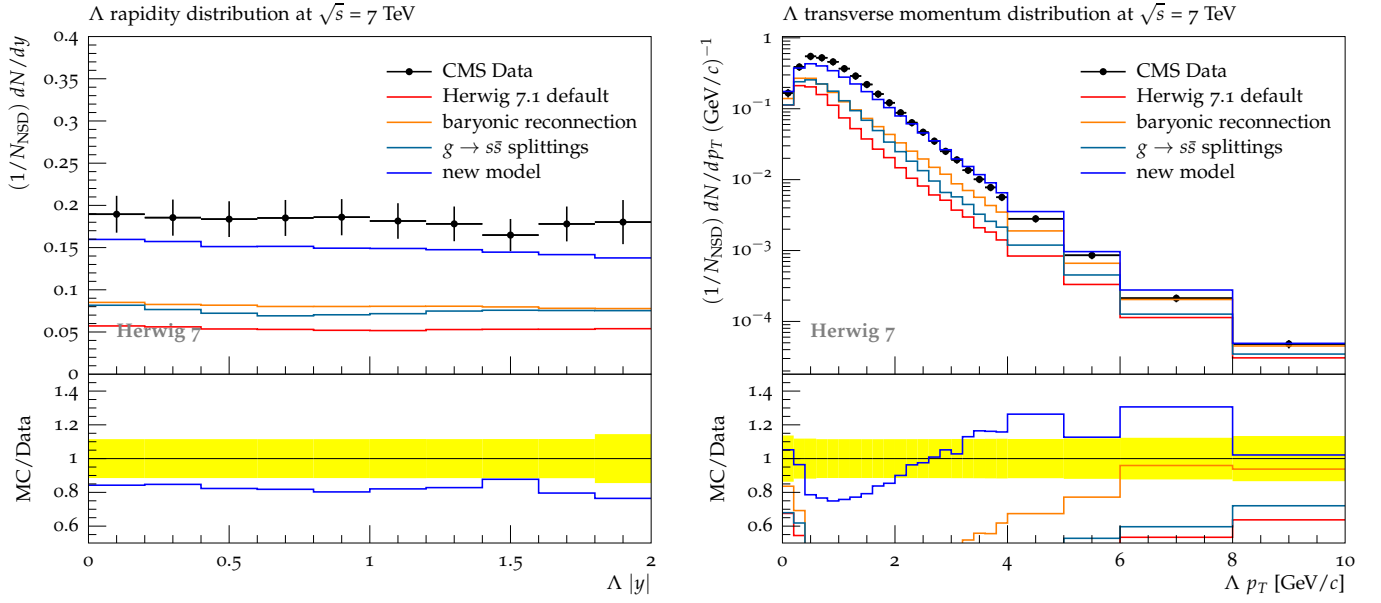 Λ rapidity distribution at √s = 7 TeV
0.4
0.35
0.3
0.25
0.2
0.15
0.1
0.05
0
(1/N_NSD) dN/dy
CMS Data
Herwig 7.1 default
baryonic reconnection
g → ss̄ splittings
new model
Herwig 7
1.4
1.2
1
0.8
0.6
MC/Data
0 0.5 1 1.5 2
Λ |y|
Λ transverse momentum distribution at √s = 7 TeV
1
10⁻¹
10⁻²
10⁻³
10⁻⁴
(1/N_NSD) dN/dp_T (GeV/c)⁻¹
CMS Data
Herwig 7.1 default
baryonic reconnection
g → ss̄ splittings
new model
Herwig 7
1.4
1.2
1
0.8
0.6
MC/Data
0 2 4 6 8 10
Λ p_T [GeV/c]